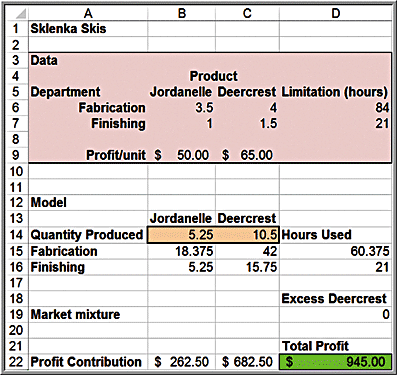 A B C D
1 Sklenka Skis
2
3 Data
4 Product
5 Department Jordanelle Deercrest Limitation (hours)
6 Fabrication 3.5 4 84
7 Finishing 1 1.5 21
8
9 Profit/unit $ 50.00 $ 65.00
10
11
12 Model
13 Jordanelle Deercrest
14 Quantity Produced 5.25 10.5 Hours Used
15 Fabrication 18.375 42 60.375
16 Finishing 5.25 15.75 21
17
18 Excess Deercrest
19 Market mixture 0
20
21 Total Profit
22 Profit Contribution $ 262.50 $ 682.50 $ 945.00